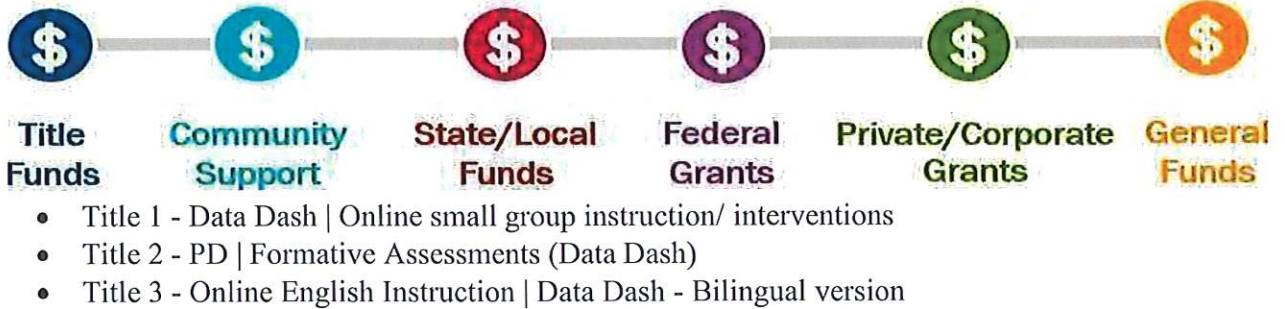 $ $ $ $ $ $
Title Community State/Local Federal Private/Corporate General
Funds Support Funds Grants Grants Funds
• Title 1 - Data Dash | Online small group instruction/ interventions
• Title 2 - PD | Formative Assessments (Data Dash)
• Title 3 - Online English Instruction | Data Dash - Bilingual version